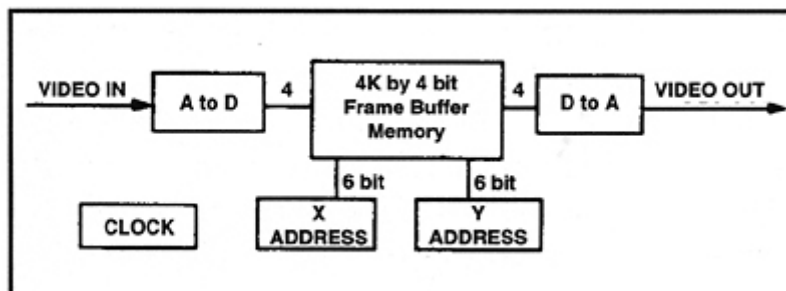 VIDEO IN
A to D
4
4K by 4 bit
Frame Buffer
Memory
4
D to A
VIDEO OUT
6 bit
6 bit
CLOCK
X
ADDRESS
Y
ADDRESS